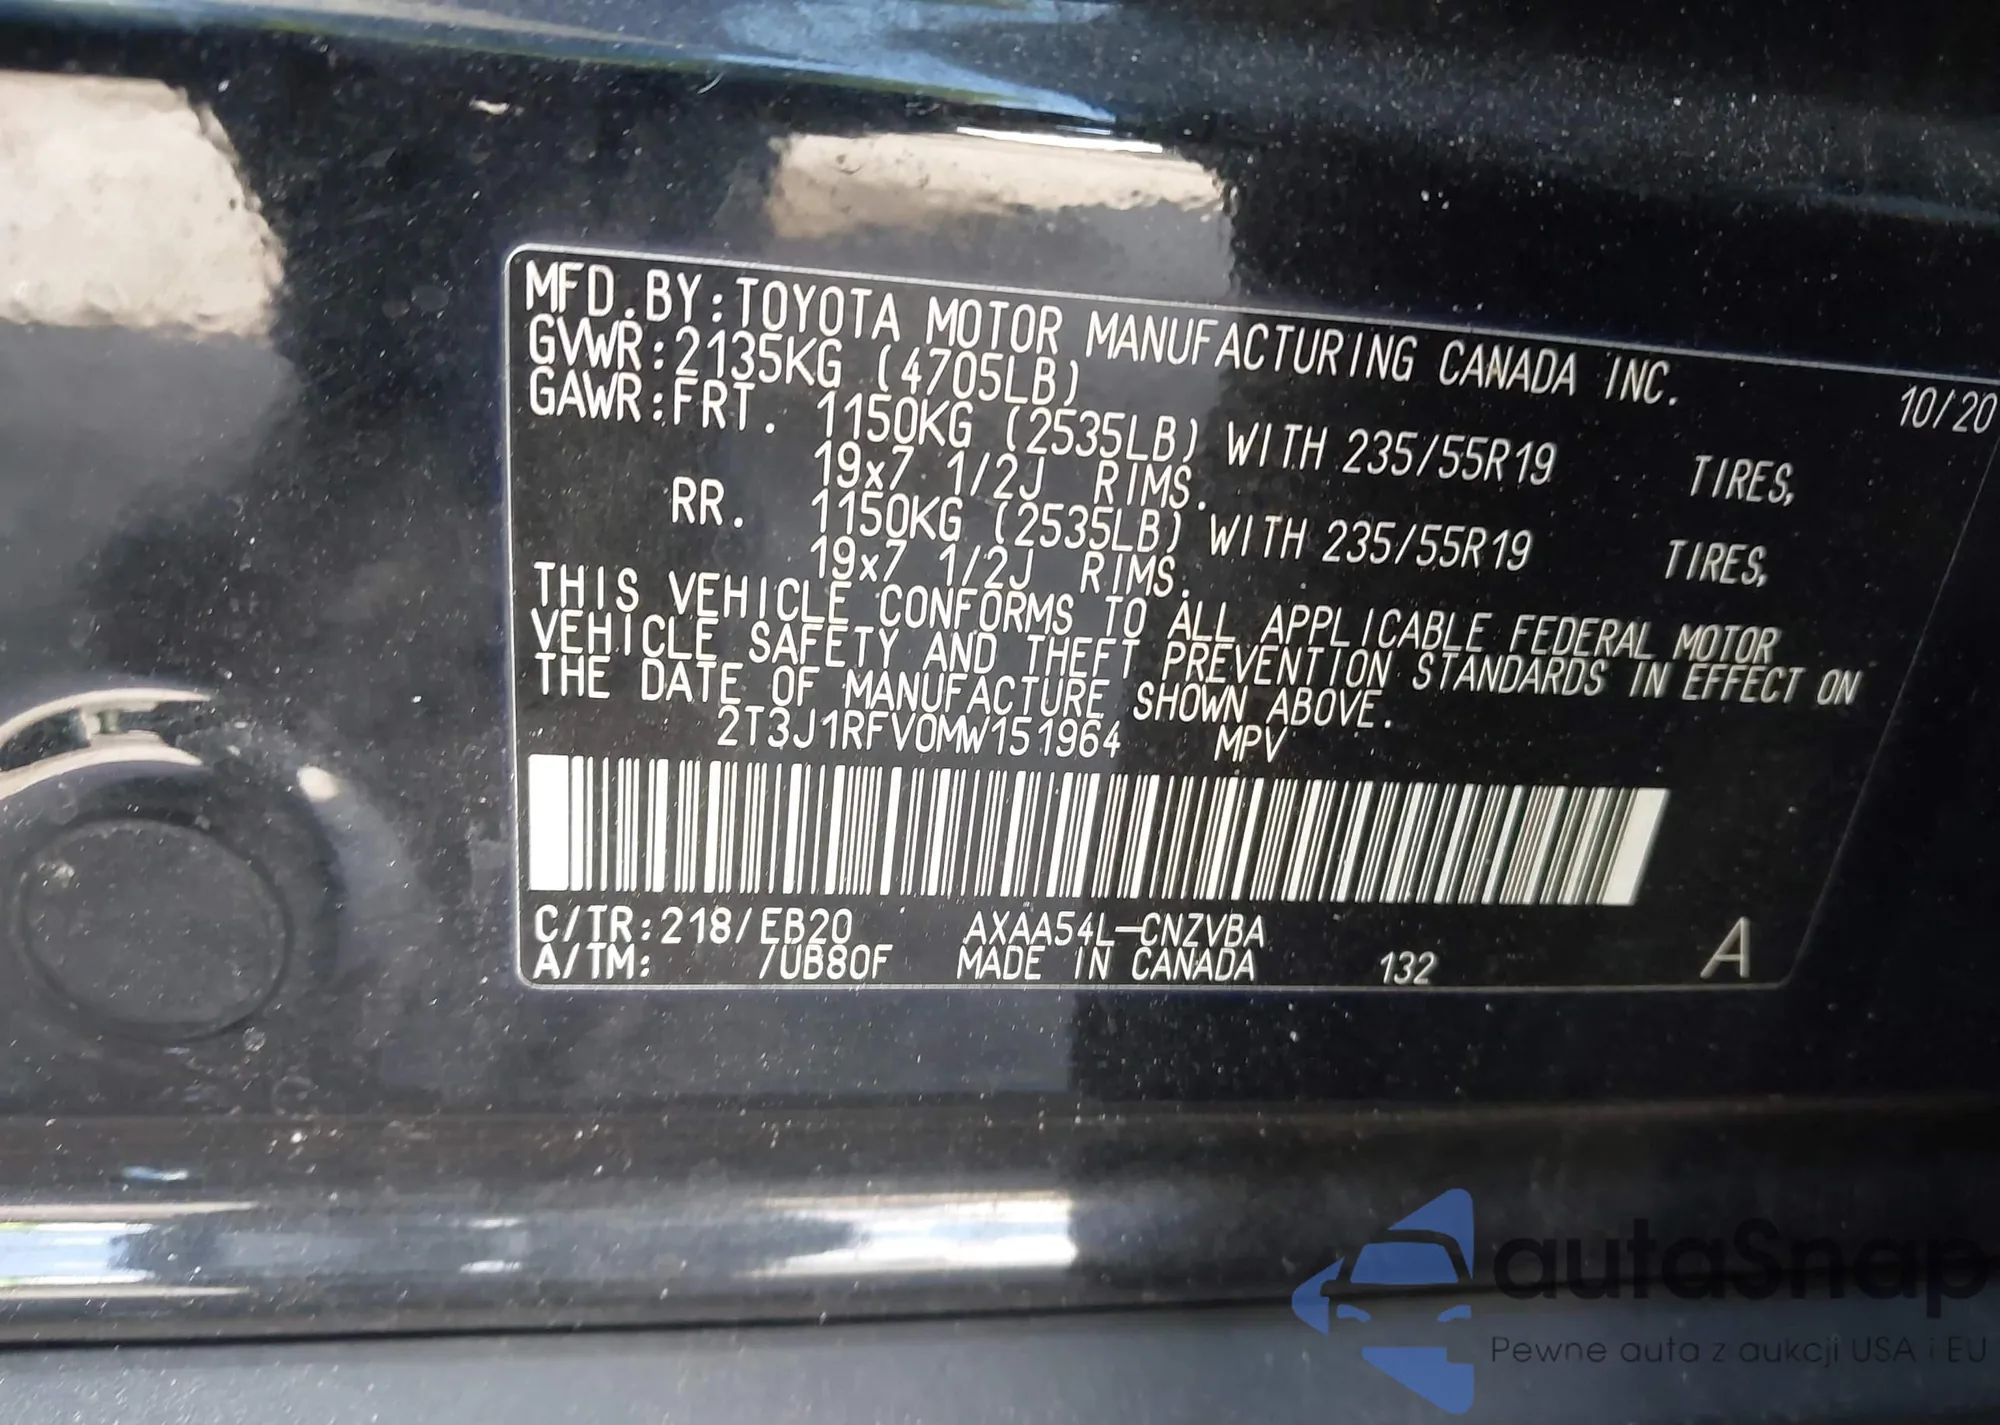 MFD.BY:TOYOTA MOTOR MANUFACTURING CANADA INC. 10/20
GVWR:2135KG (4705LB)
GAWR:FRT. 1150KG (2535LB) WITH 235/55R19 TIRES,
19x7 1/2J RIMS.
RR. 1150KG (2535LB) WITH 235/55R19 TIRES,
19x7 1/2J RIMS.
THIS VEHICLE CONFORMS TO ALL APPLICABLE FEDERAL MOTOR
VEHICLE SAFETY AND THEFT PREVENTION STANDARDS IN EFFECT ON
THE DATE OF MANUFACTURE SHOWN ABOVE.
2T3J1RFV0MW151964 MPV
C/TR:218/EB20 AXAA54L-CNZVBA
A/TM: /UB80F MADE IN CANADA 132 A
autaSnap
Pewne auta z aukcji USA i EU